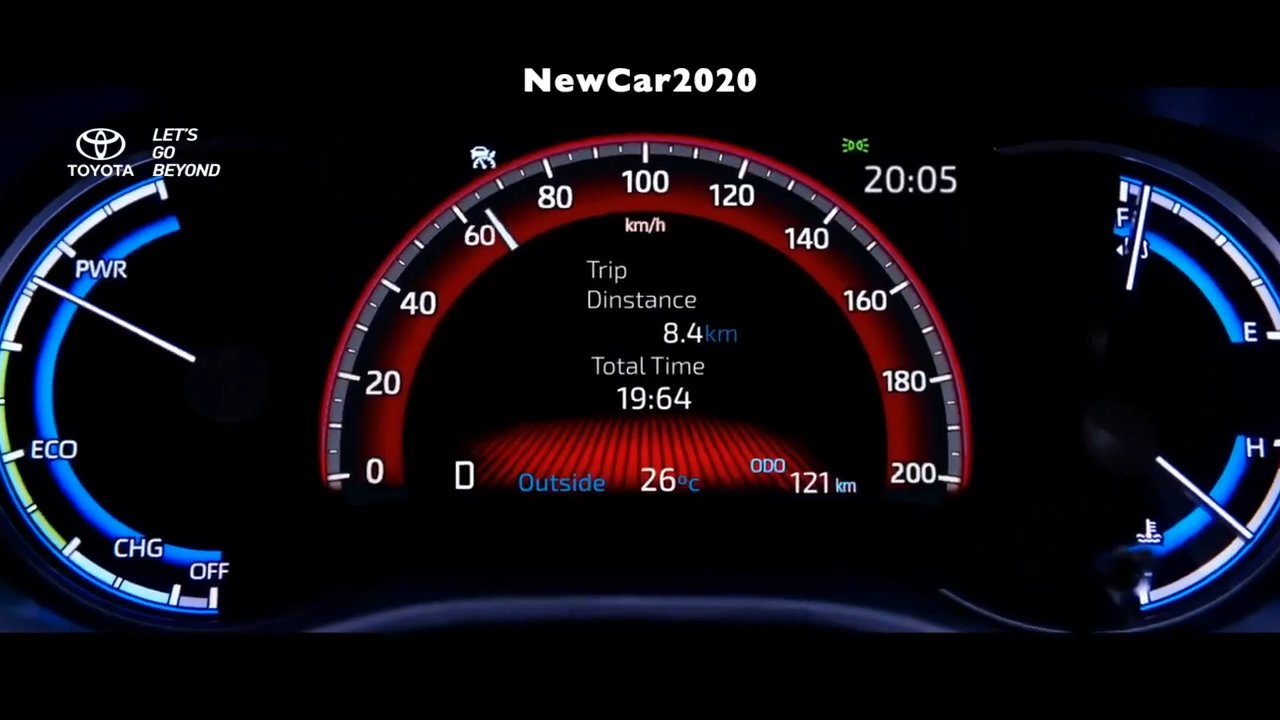 NewCar2020
TOYOTA
LET'S
GO
BEYOND
20:05
PWR
ECO
CHG
OFF
0
20
40
60
80
100
120
140
160
180
200
km/h
Trip
Dinstance
8.4km
Total Time
19:64
D
Outside 26°c
ODO
121 km
F
E
H